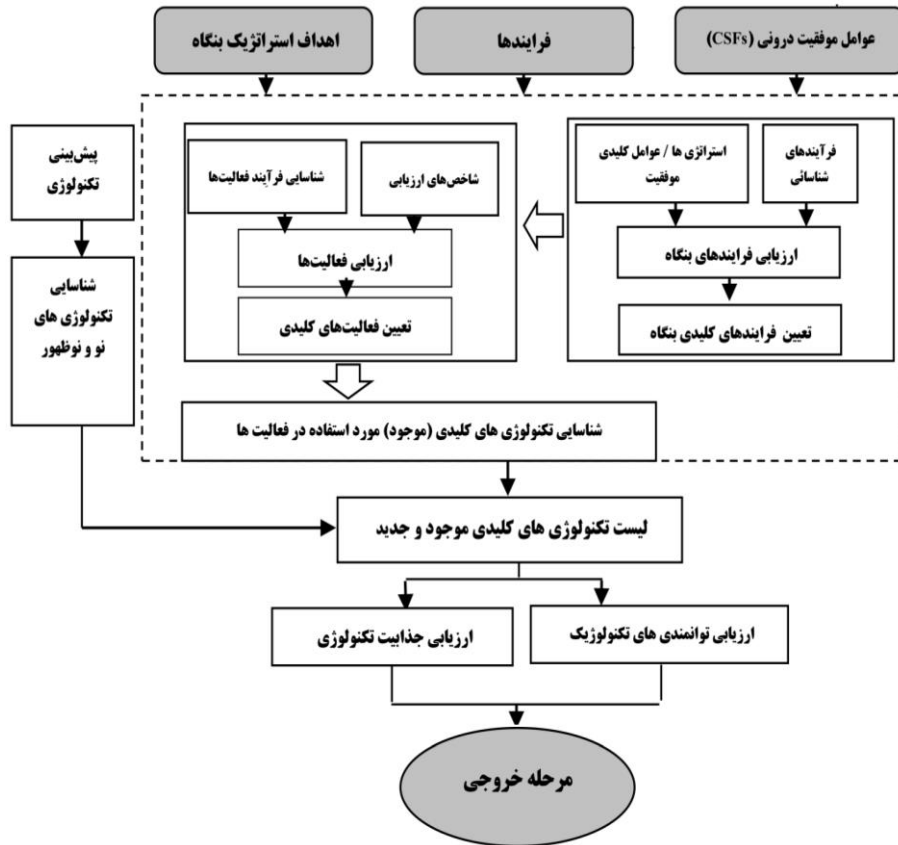 عوامل موفقیت درونی (CSFs)
فرایندها
اهداف استراتژیک بنگاه
فرآیندهای
شناسائی
استراتژی ها / عوامل کلیدی
موفقیت
ارزیابی فرایندهای بنگاه
تعیین فرایندهای کلیدی بنگاه
شاخص‌های ارزیابی
شناسایی فرآیند فعالیت‌ها
ارزیابی فعالیت‌ها
تعیین فعالیت‌های کلیدی
پیش‌بینی
تکنولوژی
شناسایی
تکنولوژی های
نو و نوظهور
شناسایی تکنولوژی های کلیدی (موجود) مورد استفاده در فعالیت ها
لیست تکنولوژی های کلیدی موجود و جدید
ارزیابی توانمندی های تکنولوژیک
ارزیابی جذابیت تکنولوژی
مرحله خروجی